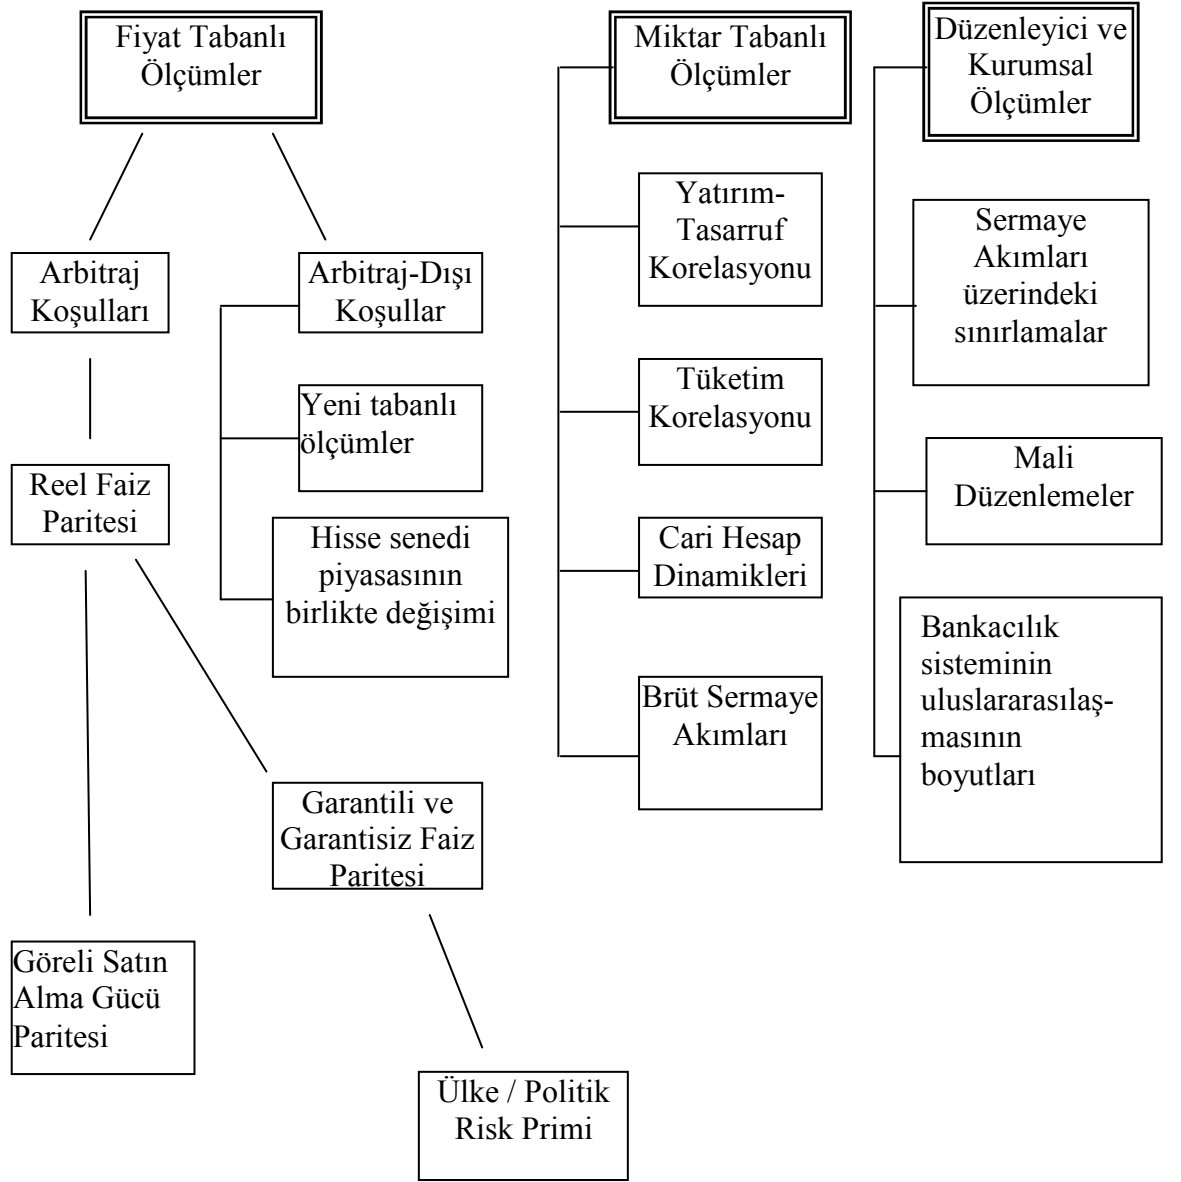 Fiyat Tabanlı
Ölçümler
Miktar Tabanlı
Ölçümler
Düzenleyici ve
Kurumsal
Ölçümler
Arbitraj
Koşulları
Arbitraj-Dışı
Koşullar
Yeni tabanlı
ölçümler
Hisse senedi
piyasasının
birlikte değişimi
Reel Faiz
Paritesi
Garantili ve
Garantisiz Faiz
Paritesi
Göreli Satın
Alma Gücü
Paritesi
Ülke / Politik
Risk Primi
Yatırım-
Tasarruf
Korelasyonu
Tüketim
Korelasyonu
Cari Hesap
Dinamikleri
Brüt Sermaye
Akımları
Sermaye
Akımları
üzerindeki
sınırlamalar
Mali
Düzenlemeler
Bankacılık
sisteminin
uluslararasılaş-
masının
boyutları